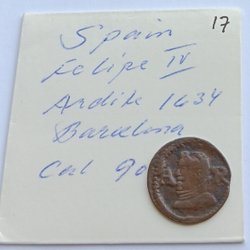 17
Spain
Felipe IV
Ardite 1634
Barcelona
Cal 90